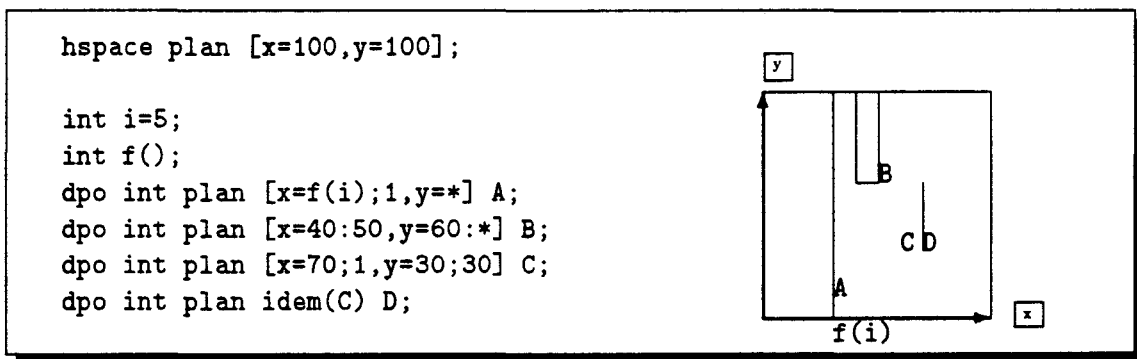 hspace plan [x=100,y=100];
int i=5;
int f();
dpo int plan [x=f(i);1,y=*] A;
dpo int plan [x=40:50,y=60:*] B;
dpo int plan [x=70;1,y=30;30] C;
dpo int plan idem(C) D;
y
B
C D
A
x
f(i)